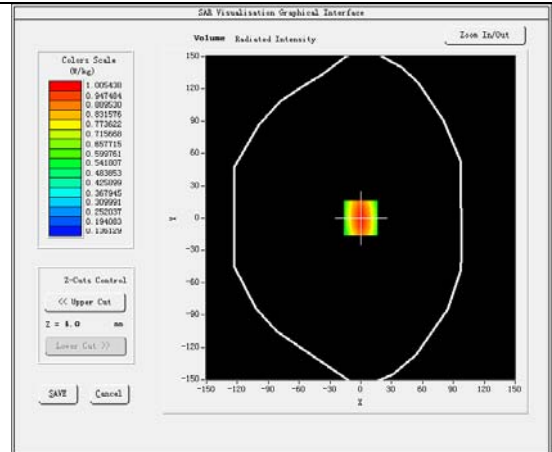 SAR Visualisation Graphical Interface
Volume Radiated Intensity
Zoom In/Out
Colors Scale
(W/kg)
1.005438
0.947484
0.889530
0.831576
0.773622
0.715668
0.657715
0.599761
0.541807
0.483853
0.425899
0.367945
0.309991
0.252037
0.194083
0.136129
150
120
90
60
30
0
-30
-60
-90
-120
-150
Y
-150 -120 -90 -60 -30 0 30 60 90 120 150
X
Z-Cuts Control
<< Upper Cut
Z = 4.0 mm
Lower Cut >>
SAVE Cancel